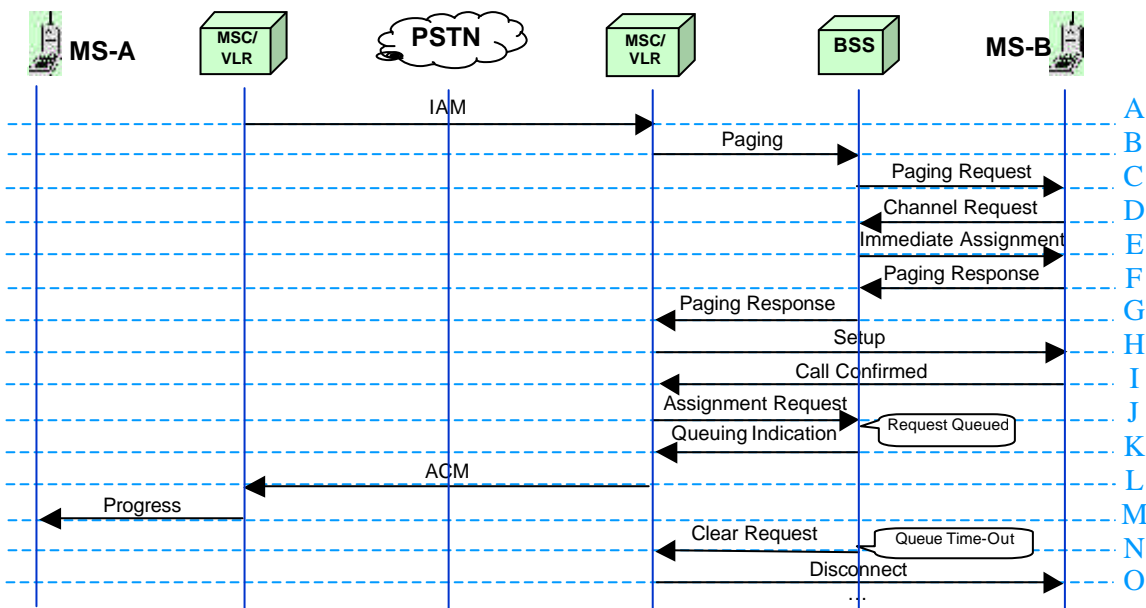 MS-A
MSC/
VLR
PSTN
MSC/
VLR
BSS
MS-B
IAM
A
Paging
B
Paging Request
C
Channel Request
D
Immediate Assignment
E
Paging Response
F
Paging Response
G
Setup
H
Call Confirmed
I
Assignment Request
J
Request Queued
Queuing Indication
K
ACM
L
Progress
M
Clear Request
Queue Time-Out
N
Disconnect
O
...